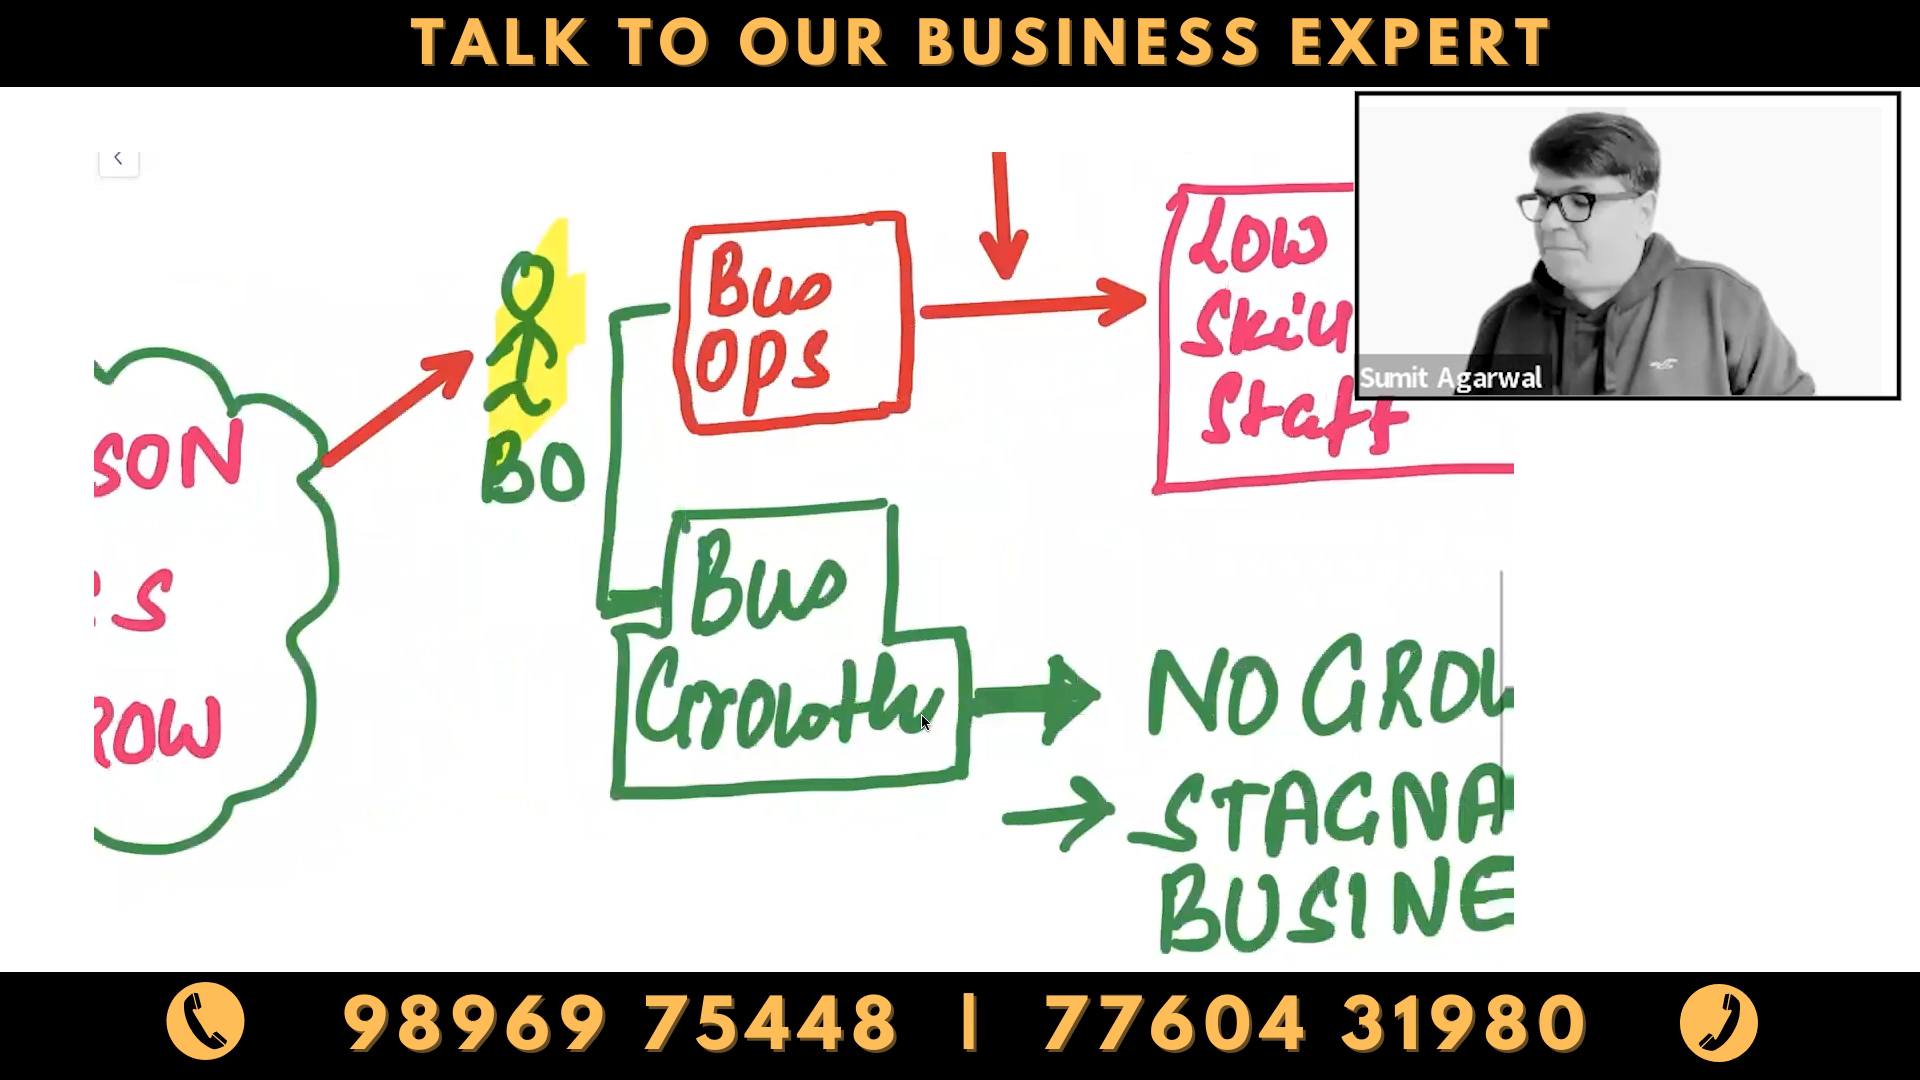 TALK TO OUR BUSINESS EXPERT
SON
S
ROW
BO
Bus
OPS
Low
Skill
Staff
Sumit Agarwal
Bus
Growth
NO GROW
STAGNA
BUSINE
98969 75448 | 77604 31980